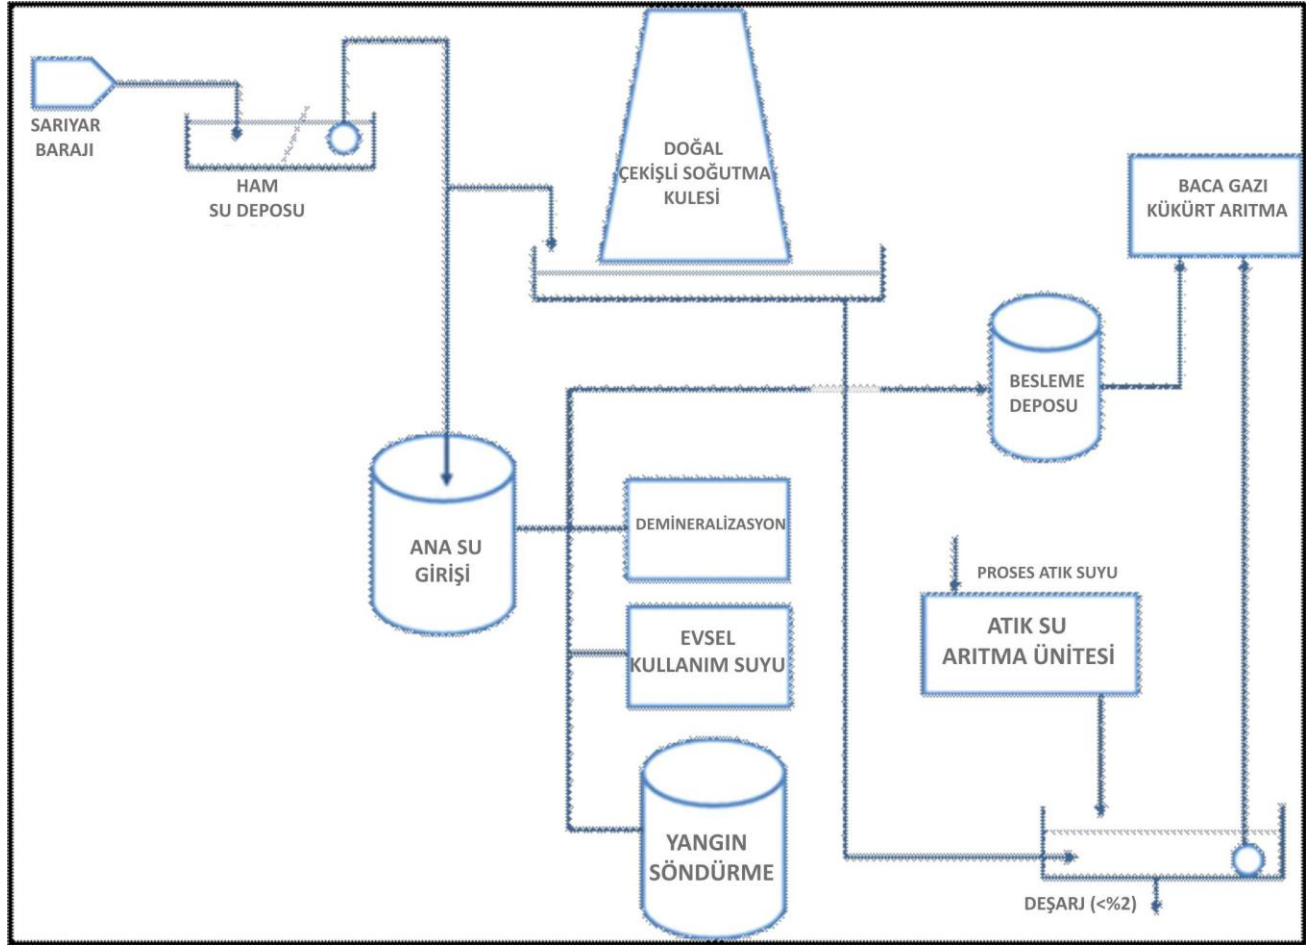 SARIYAR
BARAJI
HAM
SU DEPOSU
DOĞAL
ÇEKİŞLİ SOĞUTMA
KULESİ
BACA GAZI
KÜKÜRT ARITMA
BESLEME
DEPOSU
ANA SU
GİRİŞİ
DEMİNERALİZASYON
EVSEL
KULLANIM SUYU
YANGIN
SÖNDÜRME
PROSES ATIK SUYU
ATIK SU
ARITMA ÜNİTESİ
DEŞARJ (<%2)